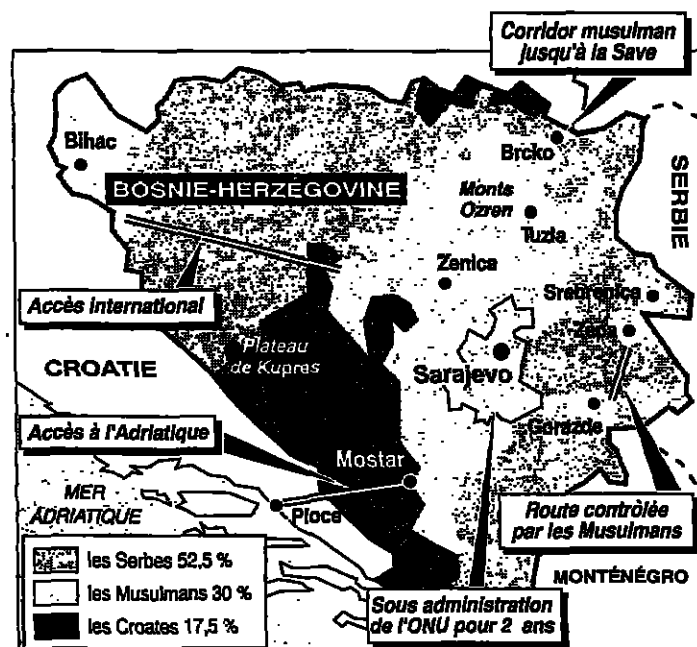 Corridor musulman
jusqu'à la Save
Bihac
Brcko
BOSNIE-HERZEGOVINE
Monts
Ozren
Tuzla
SERBIE
Zenica
Srebrenica
Accès international
Zepa
Plateau
de Kupres
CROATIE
Sarajevo
Accès à l'Adriatique
Gorazde
Mostar
MER
ADRIATIQUE
Ploce
Route contrôlée
par les Musulmans
les Serbes 52,5 %
les Musulmans 30 %
MONTÉNÉGRO
Sous administration
de l'ONU pour 2 ans
les Croates 17,5 %